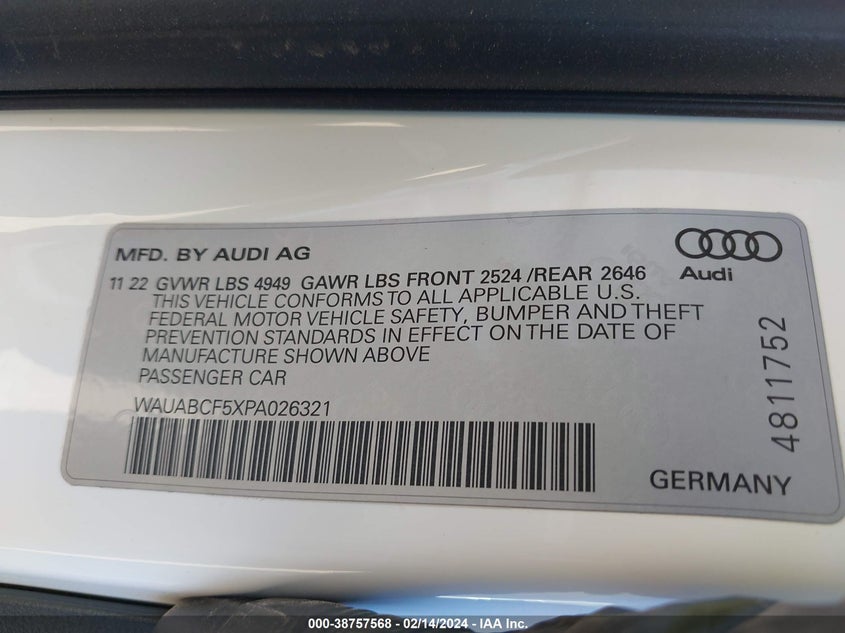 MFD. BY AUDI AG
Audi
11 22 GVWR LBS 4949 GAWR LBS FRONT 2524 /REAR 2646
THIS VEHICLE CONFORMS TO ALL APPLICABLE U.S.
FEDERAL MOTOR VEHICLE SAFETY, BUMPER AND THEFT
PREVENTION STANDARDS IN EFFECT ON THE DATE OF
MANUFACTURE SHOWN ABOVE
PASSENGER CAR
WAUABCF5XPA026321
4811752
GERMANY
000-38757568 - 02/14/2024 - IAA Inc.